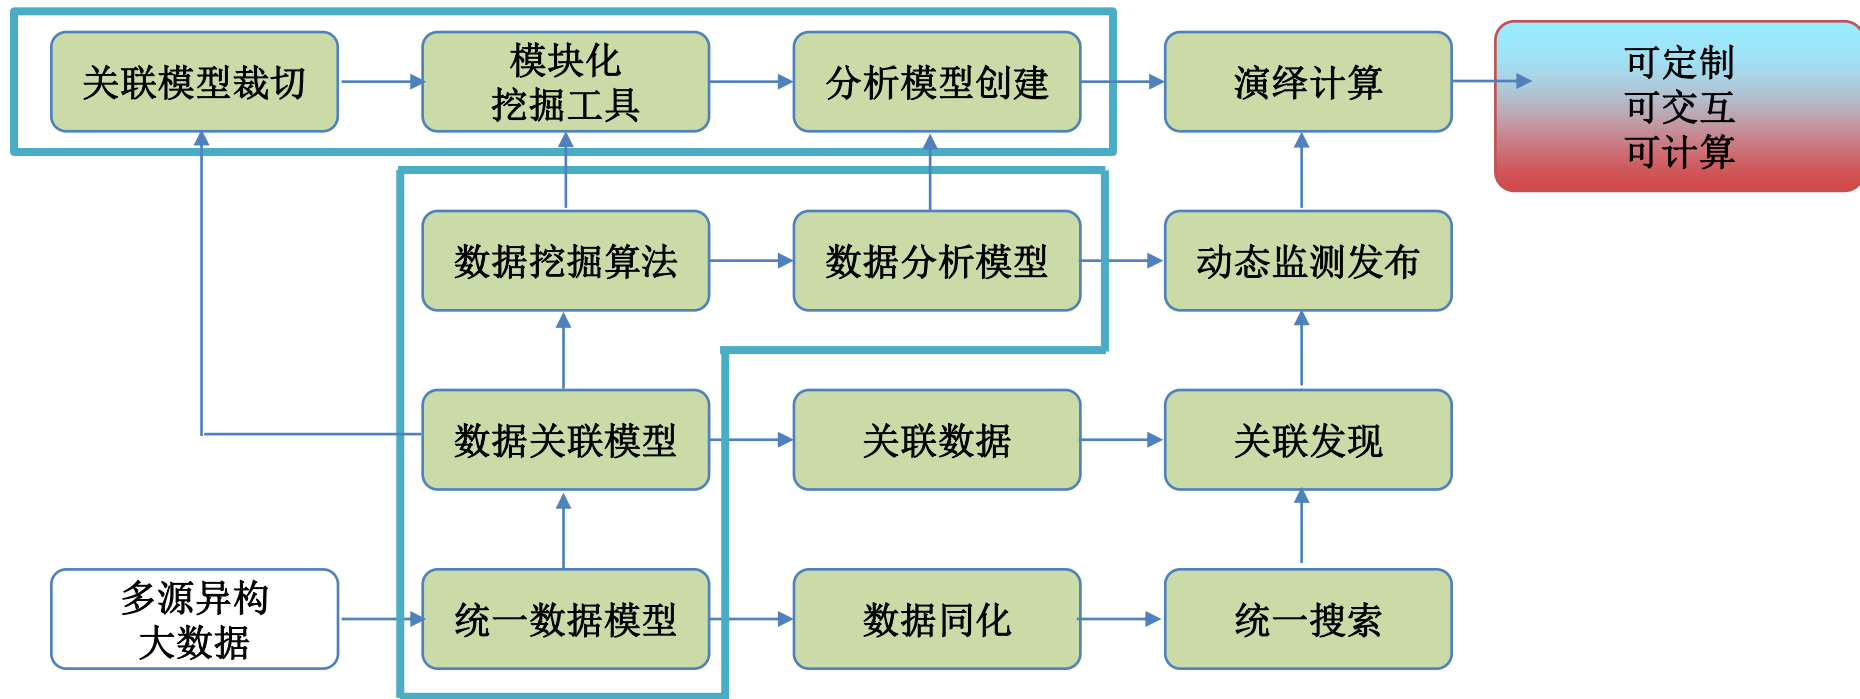 关联模型裁切
模块化
挖掘工具
分析模型创建
演绎计算
可定制
可交互
可计算
数据挖掘算法
数据分析模型
动态监测发布
数据关联模型
关联数据
关联发现
多源异构
大数据
统一数据模型
数据同化
统一搜索